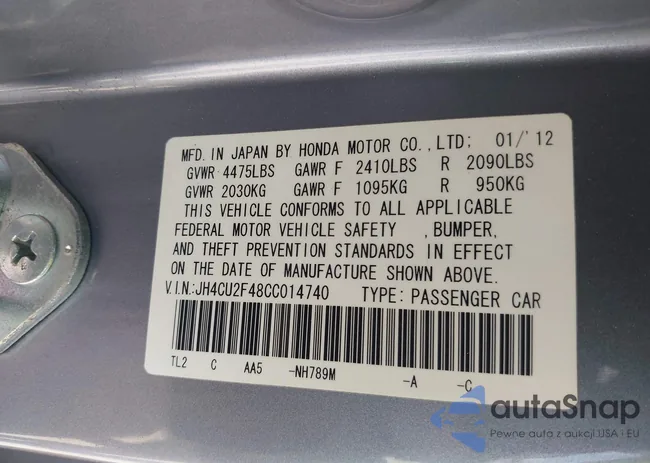 MFD. IN JAPAN BY HONDA MOTOR CO., LTD; 01/'12
GVWR 4475LBS GAWR F 2410LBS R 2090LBS
GVWR 2030KG GAWR F 1095KG R 950KG
THIS VEHICLE CONFORMS TO ALL APPLICABLE
FEDERAL MOTOR VEHICLE SAFETY , BUMPER,
AND THEFT PREVENTION STANDARDS IN EFFECT
ON THE DATE OF MANUFACTURE SHOWN ABOVE.
V.I.N.:JH4CU2F48CC014740 TYPE: PASSENGER CAR
TL2 C AA5 -NH789M -A -C
autaSnap
Pewne auta z aukcji USA i EU